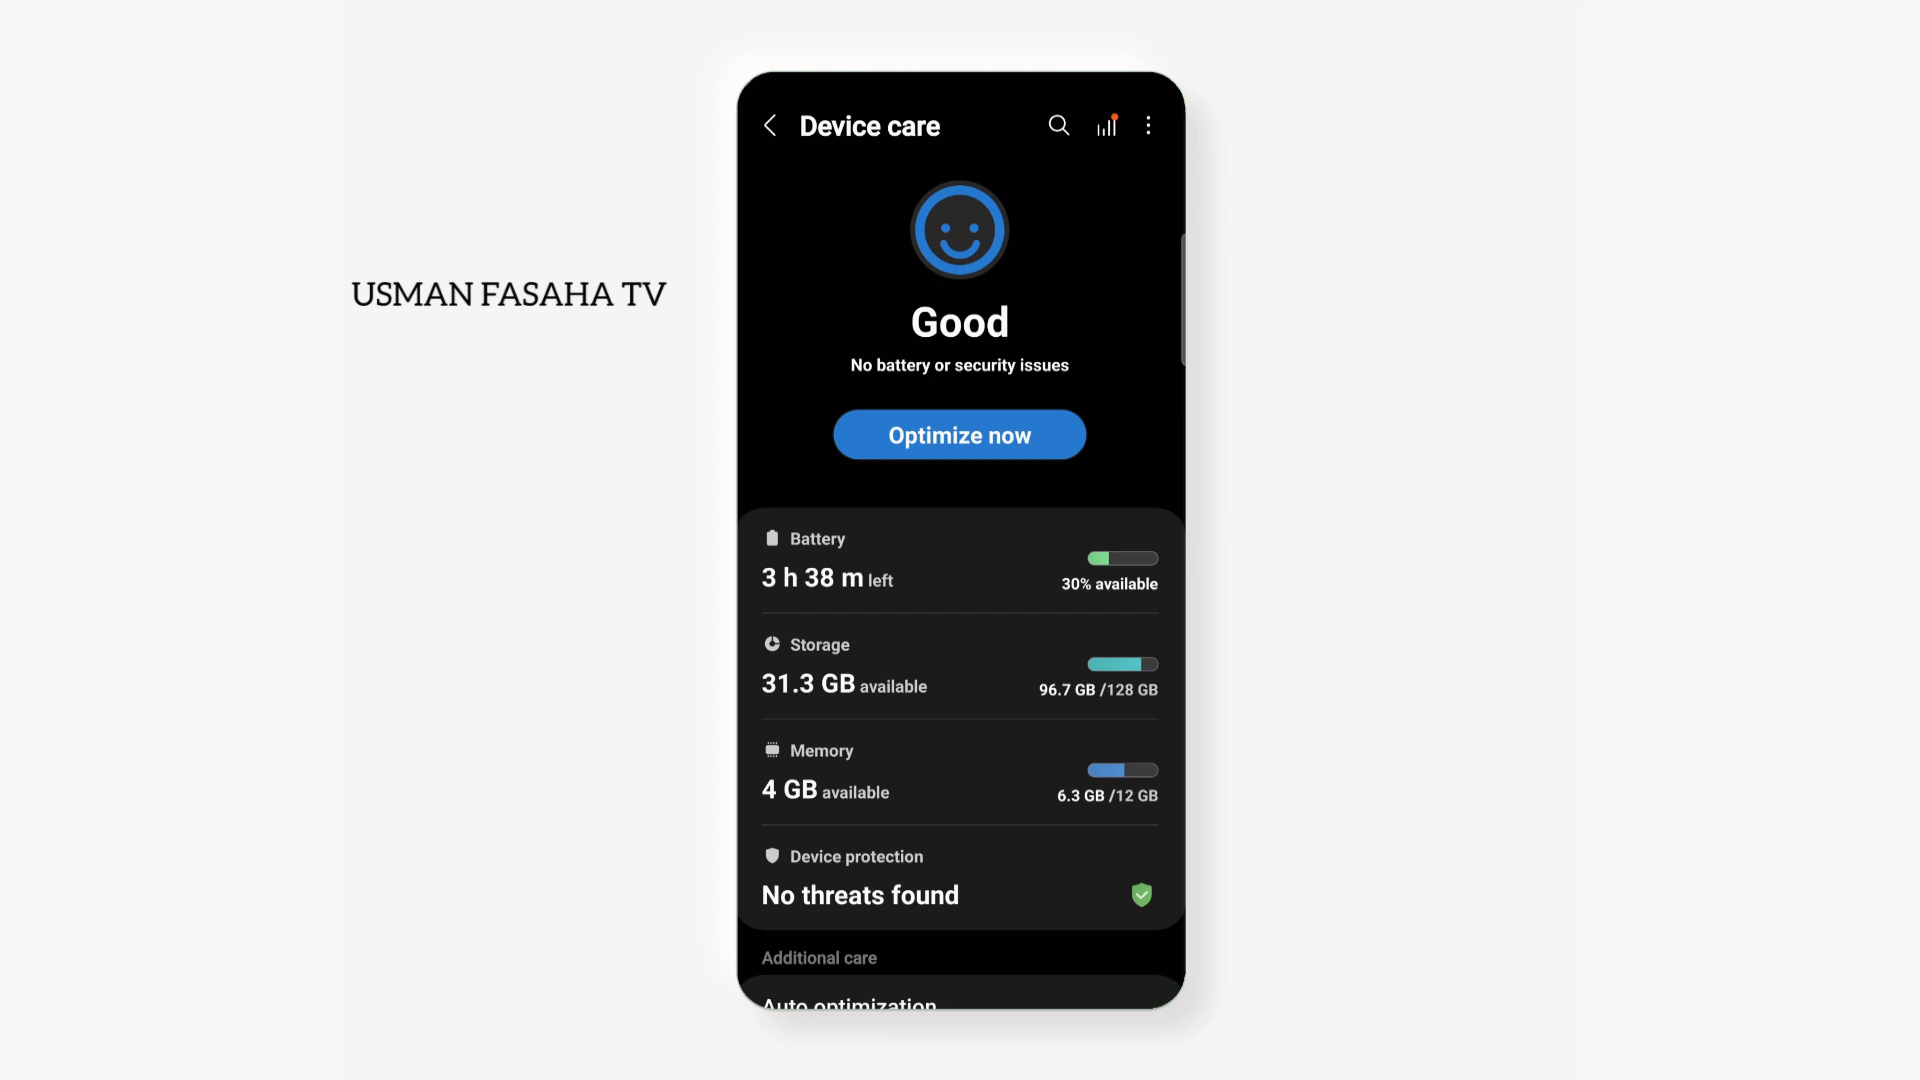 Device care
USMAN FASAHA TV
Good
No battery or security issues
Optimize now
Battery
3 h 38 m left
30% available
Storage
31.3 GB available
96.7 GB /128 GB
Memory
4 GB available
6.3 GB /12 GB
Device protection
No threats found
Additional care
Auto optimization